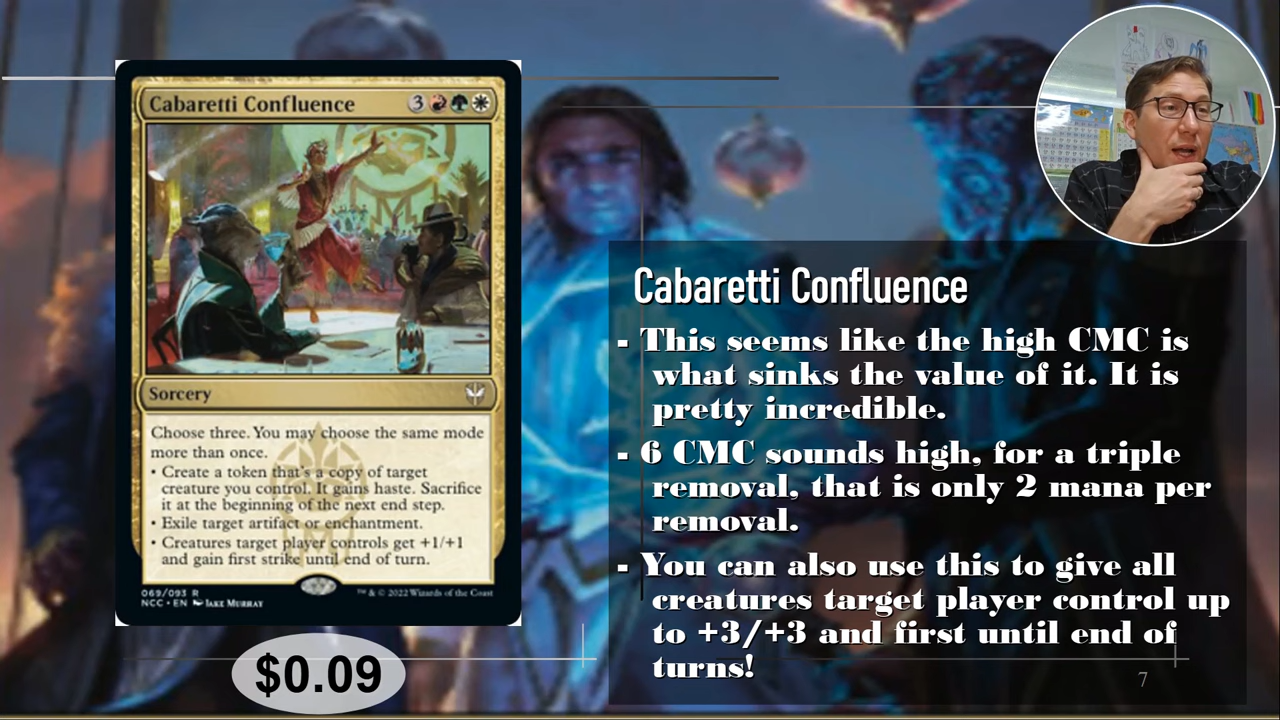 Cabaretti Confluence
3
Sorcery
Choose three. You may choose the same mode
more than once.
• Create a token that's a copy of target
creature you control. It gains haste. Sacrifice
it at the beginning of the next end step.
• Exile target artifact or enchantment.
• Creatures target player controls get +1/+1
and gain first strike until end of turn.
069/093 R
NCC • EN JAKE MURRAY
™ & © 2022 Wizards of the Coast
$0.09
Cabaretti Confluence
- This seems like the high CMC is
what sinks the value of it. It is
pretty incredible.
- 6 CMC sounds high, for a triple
removal, that is only 2 mana per
removal.
- You can also use this to give all
creatures target player control up
to +3/+3 and first until end of
turns!
7